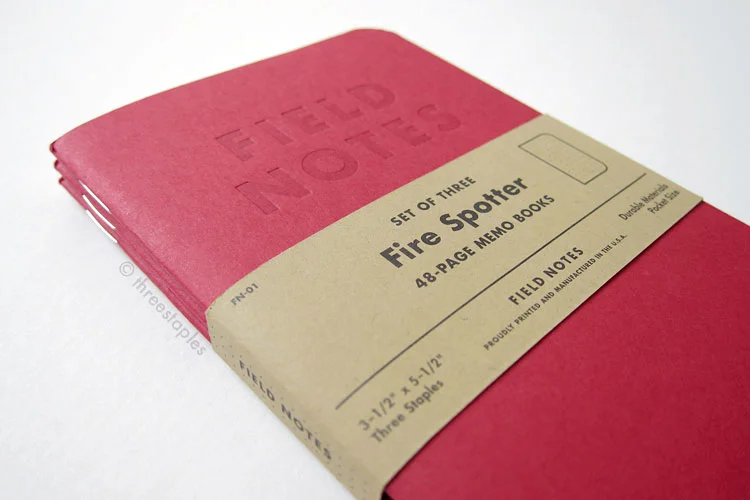 FIELD
NOTES
SET OF THREE
Fire Spotter
48-PAGE MEMO BOOKS
Durable Materials
Pocket Size
FN-01
FIELD NOTES
PROUDLY PRINTED AND MANUFACTURED IN THE U.S.A.
3-1/2" x 5-1/2"
Three Staples
FIELD NOTES
© threestaples